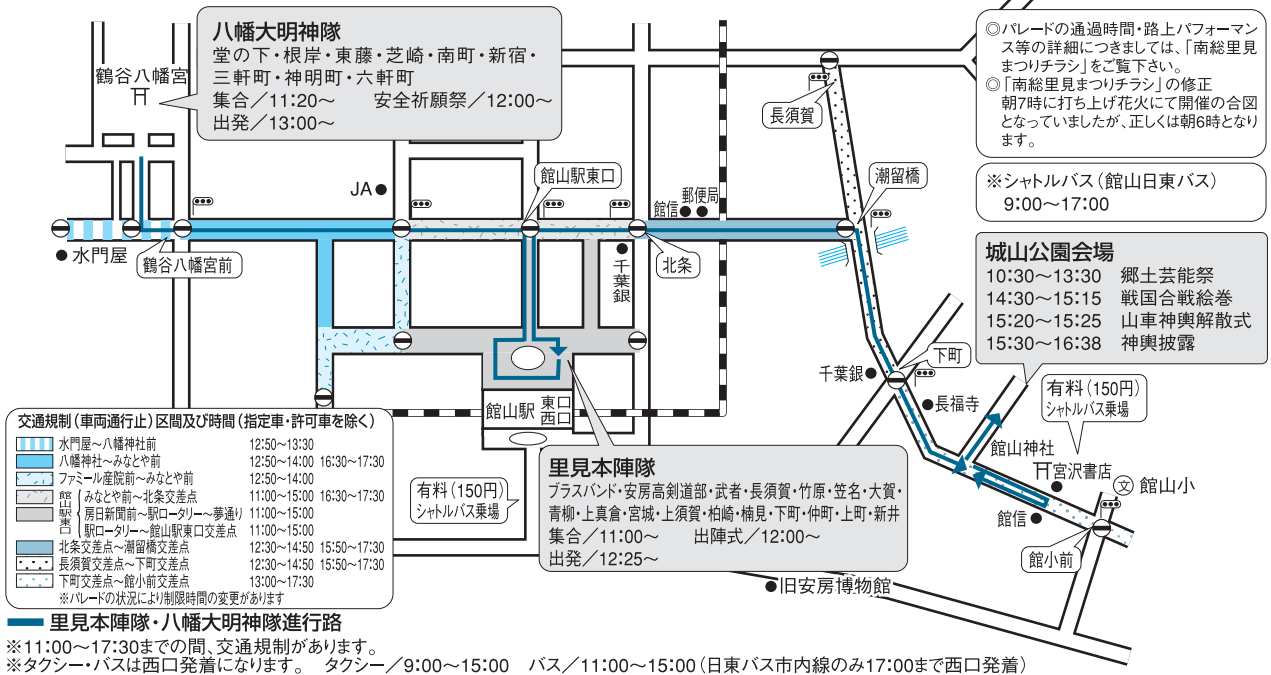 八幡大明神隊
堂の下・根岸・東藤・芝崎・南町・新宿・
三軒町・神明町・六軒町
集合／11:20～　安全祈願祭／12:00～
出発／13:00～
鶴谷八幡宮
◎パレードの通過時間・路上パフォーマン
ス等の詳細につきましては、「南総里見
まつりチラシ」をご覧下さい。
◎「南総里見まつりチラシ」の修正
朝7時に打ち上げ花火にて開催の合図
となっていましたが、正しくは朝6時となり
ます。
※シャトルバス（館山日東バス）
9:00～17:00
長須賀
JA
館山駅東口
館信
郵便局
潮留橋
水門屋
鶴谷八幡宮前
千葉銀
北条
城山公園会場
10:30～13:30　郷土芸能祭
14:30～15:15　戦国合戦絵巻
15:20～15:25　山車神輿解散式
15:30～16:38　神輿披露
下町
千葉銀
長福寺
有料（150円）
シャトルバス乗場
館山駅
東口
西口
館山神社
宮沢書店
文
館山小
館信
館小前
交通規制（車両通行止）区間及び時間（指定車・許可車を除く）
水門屋～八幡神社前　12:50～13:30
八幡神社～みなとや前　12:50～14:00　16:30～17:30
ファミール産院前～みなとや前　12:50～14:00
館山駅東口
みなとや前～北条交差点　11:00～15:00　16:30～17:30
房日新聞前～駅ロータリー～夢通り　11:00～15:00
駅ロータリー～館山駅東口交差点　11:00～15:00
北条交差点～潮留橋交差点　12:30～14:50　15:50～17:30
長須賀交差点～下町交差点　12:30～14:50　15:50～17:30
下町交差点～館小前交差点　13:00～17:30
※パレードの状況により制限時間の変更があります
有料（150円）
シャトルバス乗場
里見本陣隊
ブラスバンド・安房高剣道部・武者・長須賀・竹原・笠名・大賀・
青柳・上真倉・宮城・上須賀・柏崎・楠見・下町・仲町・上町・新井
集合／11:00～　出陣式／12:00～
出発／12:25～
旧安房博物館
里見本陣隊・八幡大明神隊進行路
※11:00～17:30までの間、交通規制があります。
※タクシー・バスは西口発着になります。　タクシー／9:00～15:00　バス／11:00～15:00（日東バス市内線のみ17:00まで西口発着）